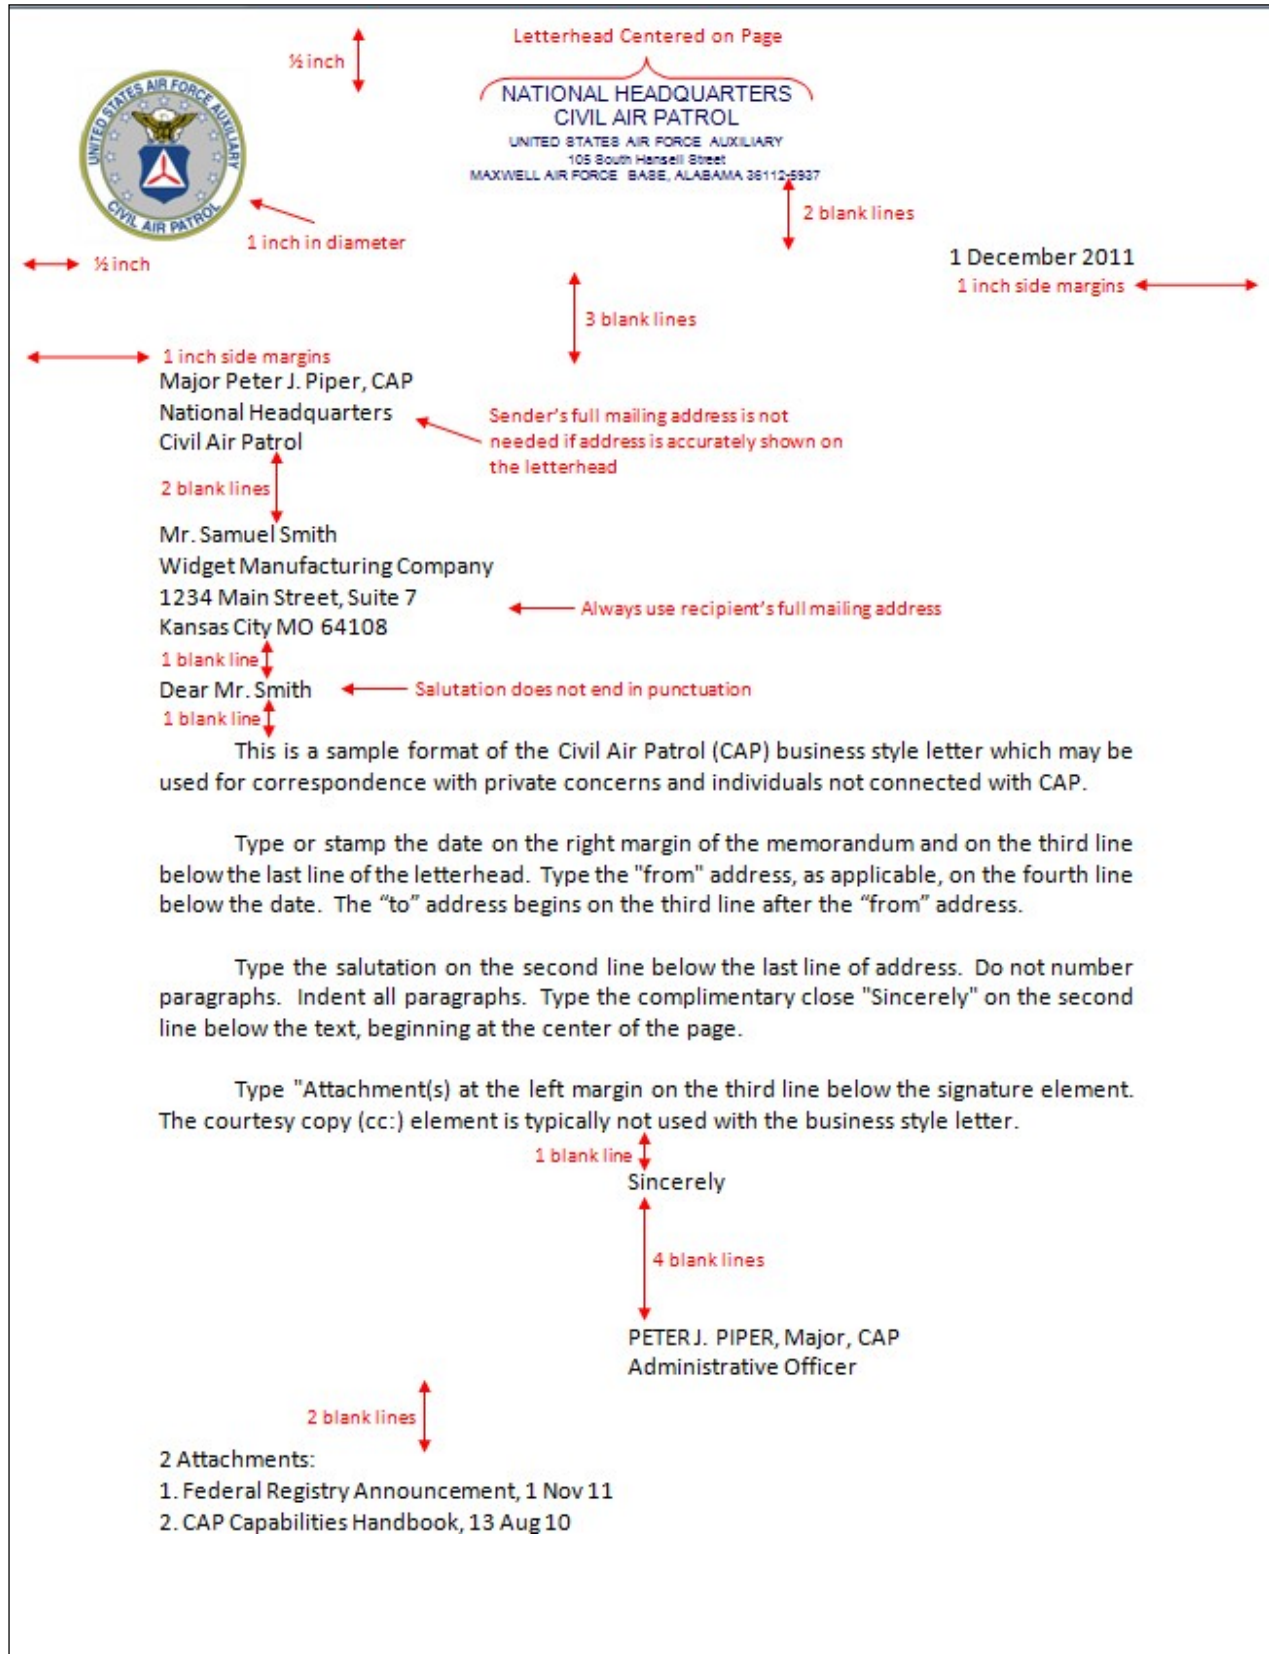 Letterhead Centered on Page
½ inch
UNITED STATES AIR FORCE AUXILIARY
CIVIL AIR PATROL
NATIONAL HEADQUARTERS
CIVIL AIR PATROL
UNITED STATES AIR FORCE AUXILIARY
105 South Hansell Street
MAXWELL AIR FORCE BASE, ALABAMA 36112-5937
2 blank lines
1 inch in diameter
½ inch
1 December 2011
1 inch side margins
3 blank lines
1 inch side margins
Major Peter J. Piper, CAP
National Headquarters
Civil Air Patrol
Sender's full mailing address is not
needed if address is accurately shown on
the letterhead
2 blank lines
Mr. Samuel Smith
Widget Manufacturing Company
1234 Main Street, Suite 7
Kansas City MO 64108
Always use recipient's full mailing address
1 blank line
Dear Mr. Smith
Salutation does not end in punctuation
1 blank line
This is a sample format of the Civil Air Patrol (CAP) business style letter which may be
used for correspondence with private concerns and individuals not connected with CAP.
Type or stamp the date on the right margin of the memorandum and on the third line
below the last line of the letterhead. Type the "from" address, as applicable, on the fourth line
below the date. The “to” address begins on the third line after the “from” address.
Type the salutation on the second line below the last line of address. Do not number
paragraphs. Indent all paragraphs. Type the complimentary close "Sincerely" on the second
line below the text, beginning at the center of the page.
Type "Attachment(s) at the left margin on the third line below the signature element.
The courtesy copy (cc:) element is typically not used with the business style letter.
1 blank line
Sincerely
4 blank lines
PETER J. PIPER, Major, CAP
Administrative Officer
2 blank lines
2 Attachments:
1. Federal Registry Announcement, 1 Nov 11
2. CAP Capabilities Handbook, 13 Aug 10